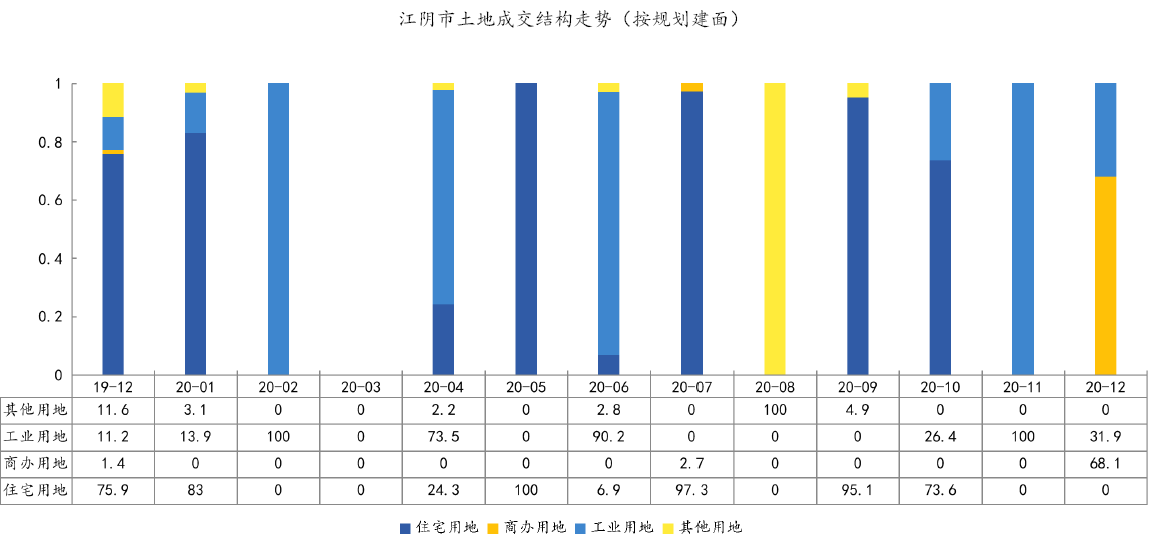 江阴市土地成交结构走势（按规划建面）
1
0.8
0.6
0.4
0.2
0
19-12 20-01 20-02 20-03 20-04 20-05 20-06 20-07 20-08 20-09 20-10 20-11 20-12
其他用地 11.6 3.1 0 0 2.2 0 2.8 0 100 4.9 0 0 0
工业用地 11.2 13.9 100 0 73.5 0 90.2 0 0 0 26.4 100 31.9
商办用地 1.4 0 0 0 0 0 0 2.7 0 0 0 0 68.1
住宅用地 75.9 83 0 0 24.3 100 6.9 97.3 0 95.1 73.6 0 0
住宅用地 商办用地 工业用地 其他用地